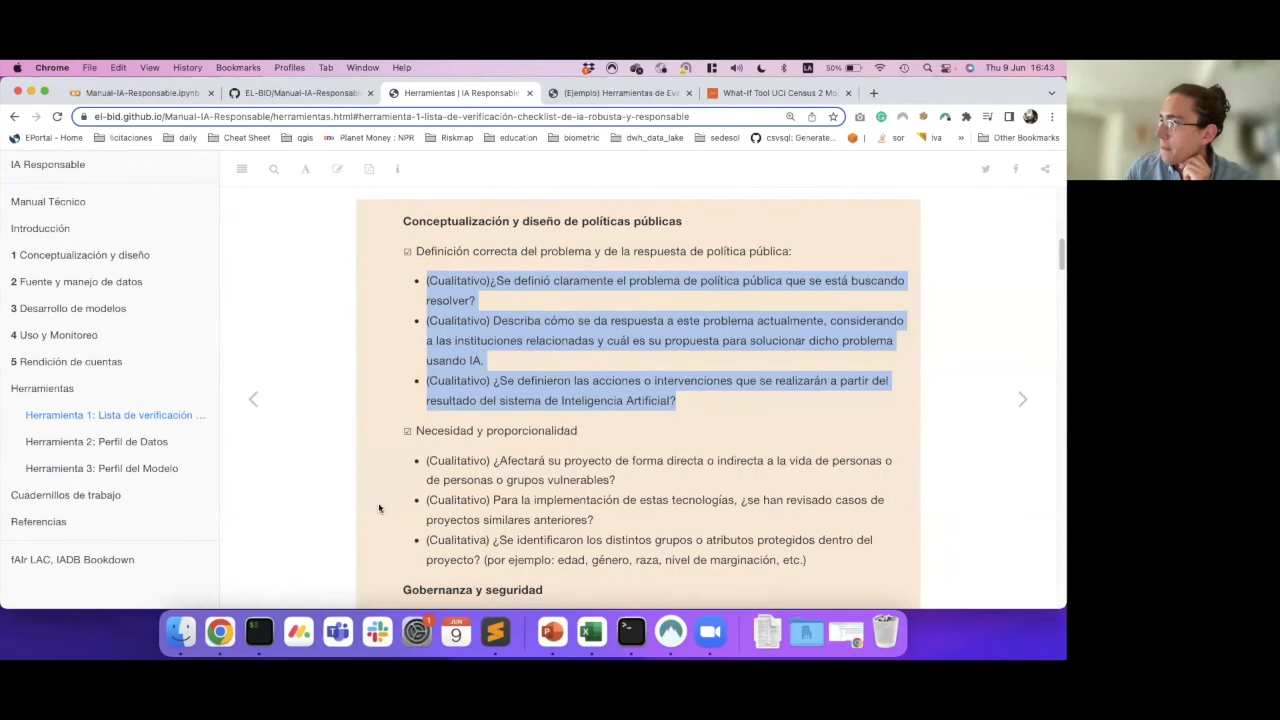 Chrome File Edit View History Bookmarks Profiles Tab Window Help 50% Thu 9 Jun 16:43
Manual-IA-Responsable.ipynb EL-BID/Manual-IA-Responsable Herramientas | IA Responsable (Ejemplo) Herramientas de Eva What-If Tool UCI Census 2 Mo
el-bid.github.io/Manual-IA-Responsable/herramientas.html#herramienta-1-lista-de-verificación-checklist-de-ia-robusta-y-responsable
EPortal - Home licitaciones daily Cheat Sheet qgis Planet Money : NPR Riskmap education biometric dwh_data_lake sedesol csvsql: Generate... sor iva » Other Bookmarks
IA Responsable
Manual Técnico
Introducción
1 Conceptualización y diseño
2 Fuente y manejo de datos
3 Desarrollo de modelos
4 Uso y Monitoreo
5 Rendición de cuentas
Herramientas
Herramienta 1: Lista de verificación ...
Herramienta 2: Perfil de Datos
Herramienta 3: Perfil del Modelo
Cuadernillos de trabajo
Referencias
fAIr LAC, IADB Bookdown
Conceptualización y diseño de políticas públicas
☑ Definición correcta del problema y de la respuesta de política pública:
• (Cualitativo)¿Se definió claramente el problema de política pública que se está buscando
resolver?
• (Cualitativo) Describa cómo se da respuesta a este problema actualmente, considerando
a las instituciones relacionadas y cuál es su propuesta para solucionar dicho problema
usando IA.
• (Cualitativo) ¿Se definieron las acciones o intervenciones que se realizarán a partir del
resultado del sistema de Inteligencia Artificial?
☑ Necesidad y proporcionalidad
• (Cualitativo) ¿Afectará su proyecto de forma directa o indirecta a la vida de personas o
de personas o grupos vulnerables?
• (Cualitativo) Para la implementación de estas tecnologías, ¿se han revisado casos de
proyectos similares anteriores?
• (Cualitativa) ¿Se identificaron los distintos grupos o atributos protegidos dentro del
proyecto? (por ejemplo: edad, género, raza, nivel de marginación, etc.)
Gobernanza y seguridad
JUN
9
1